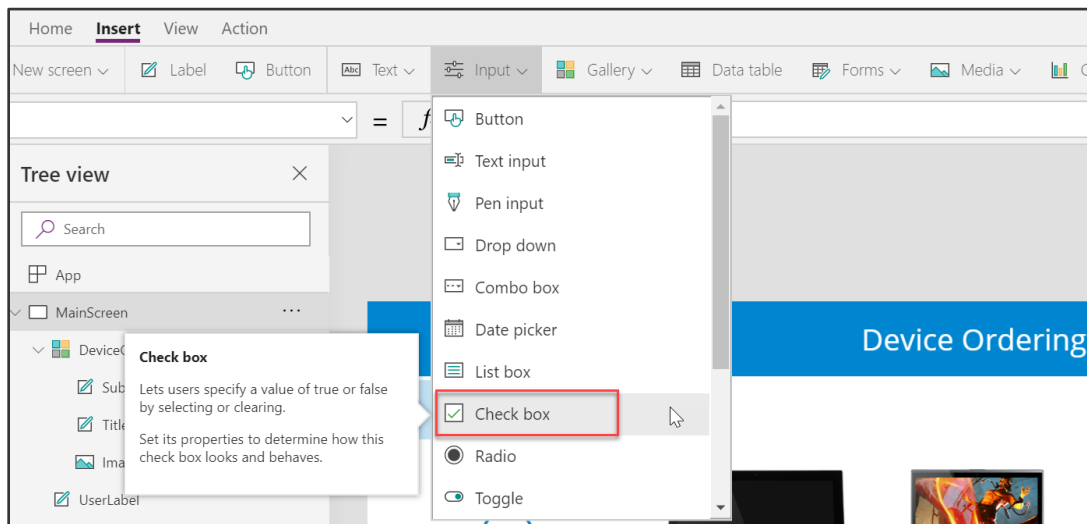 Home Insert View Action
New screen Label Button Abc Text Input Gallery Data table Forms Media
=
Tree view
Search
App
MainScreen
Check box
Lets users specify a value of true or false
by selecting or clearing.
Set its properties to determine how this
check box looks and behaves.
UserLabel
Button
Text input
Pen input
Drop down
Combo box
Date picker
List box
Check box
Radio
Toggle
Device Ordering